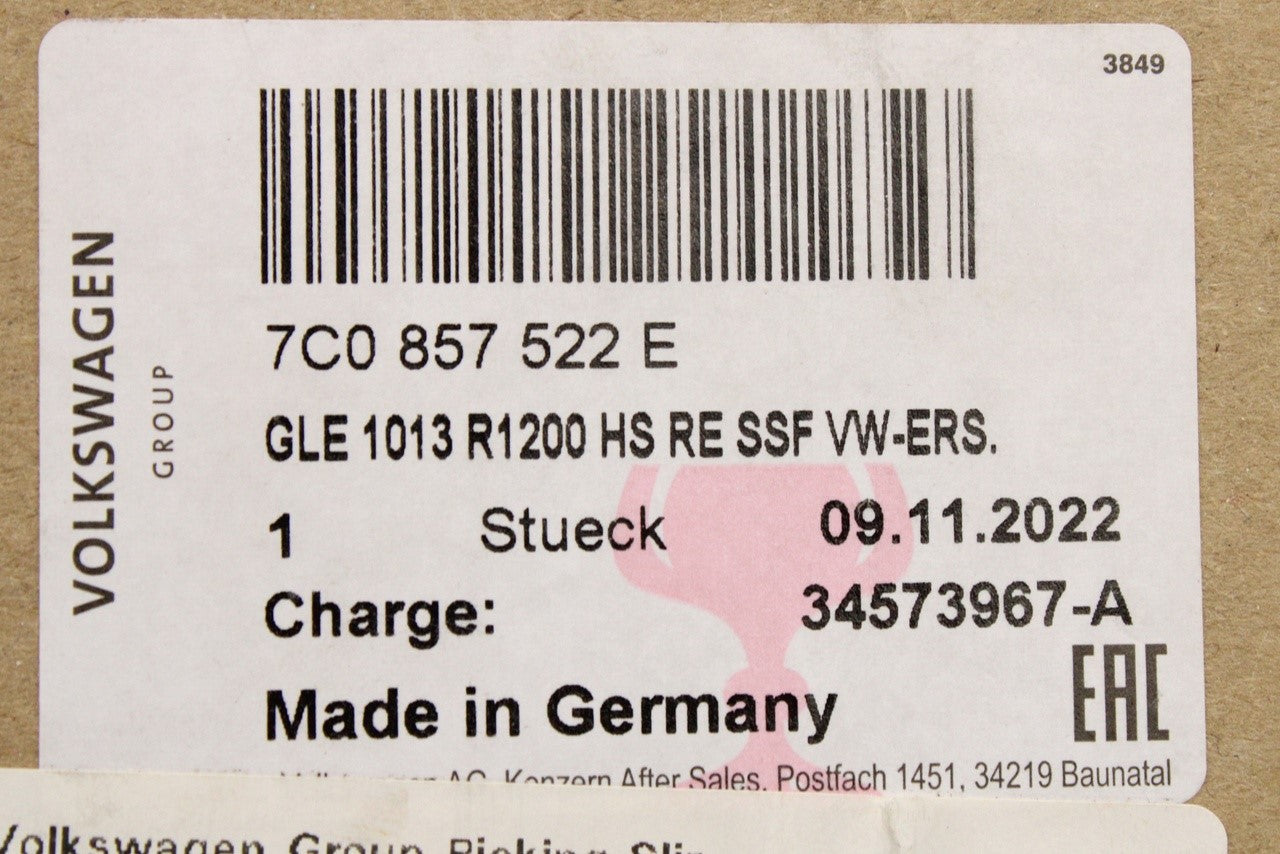 3849
VOLKSWAGEN
GROUP
7C0 857 522 E
GLE 1013 R1200 HS RE SSF VW-ERS.
1 Stueck 09.11.2022
Charge: 34573967-A
Made in Germany
EAC
AG, Konzern After Sales, Postfach 1451, 34219 Baunatal
Volkswagen Group Picking Slip